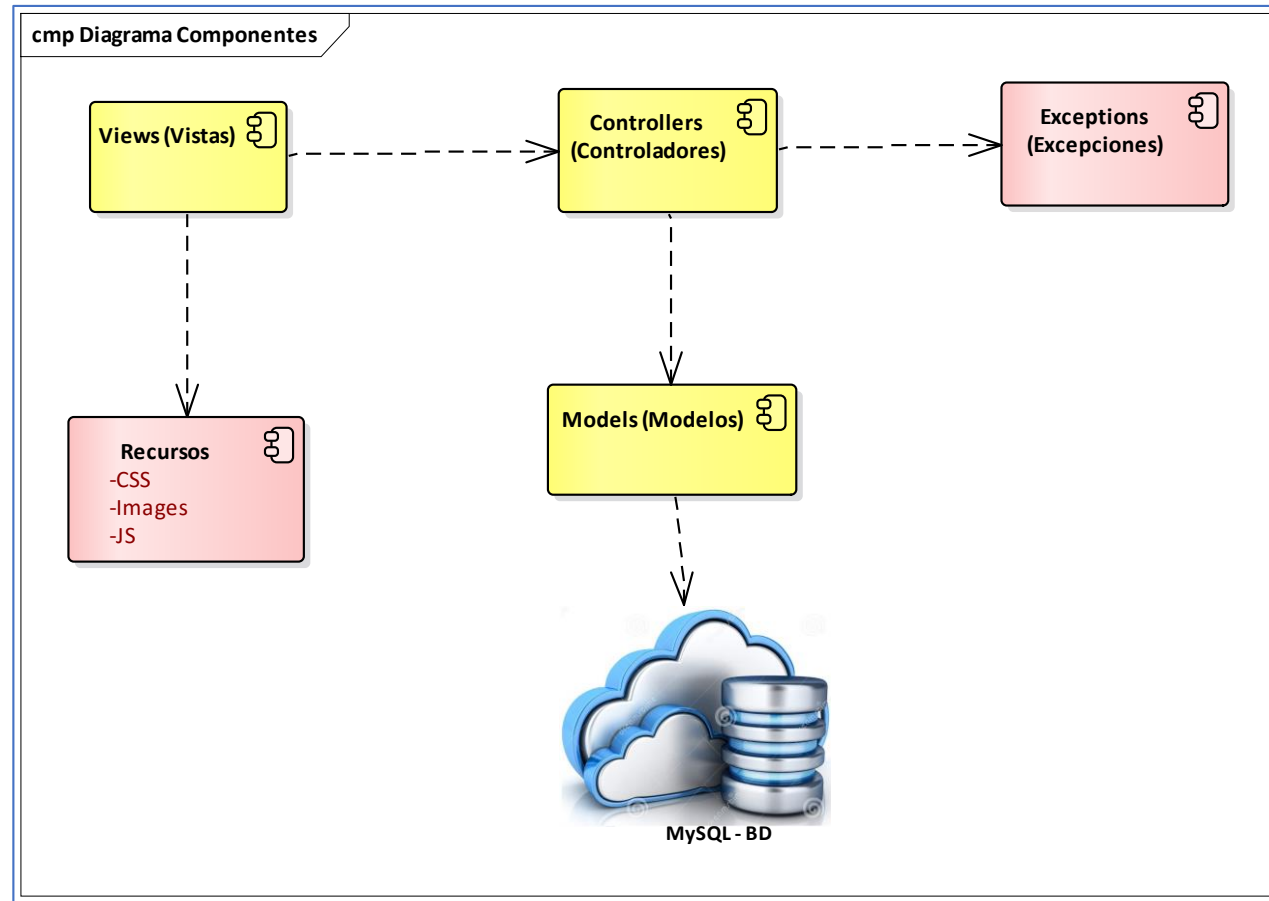 cmp Diagrama Componentes
Views (Vistas)
Controllers
(Controladores)
Exceptions
(Excepciones)
Recursos
-CSS
-Images
-JS
Models (Modelos)
MySQL - BD